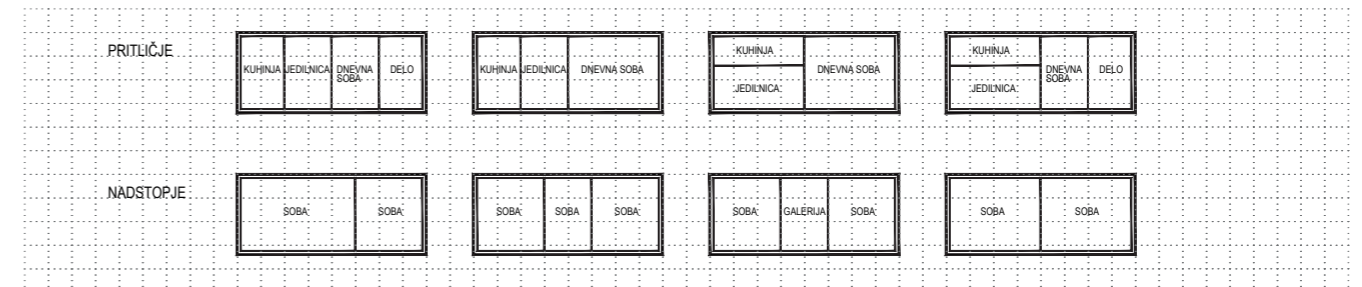 PRITLIČJE
KUHINJA JEDILNICA DNEVNA SOBA DELO
KUHINJA JEDILNICA DNEVNA SOBA
KUHINJA
JEDILNICA
DNEVNA SOBA
KUHINJA
JEDILNICA
DNEVNA
SOBA
DELO
NADSTOPJE
SOBA SOBA
SOBA SOBA SOBA
SOBA GALERIJA SOBA
SOBA SOBA